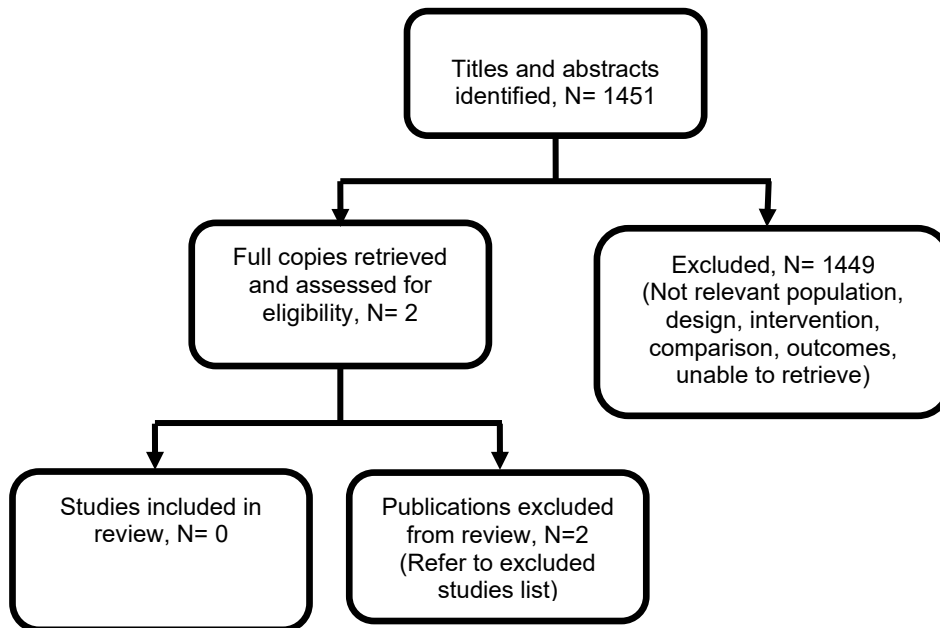 Titles and abstracts
identified, N= 1451
Full copies retrieved
and assessed for
eligibility, N= 2
Excluded, N= 1449
(Not relevant population,
design, intervention,
comparison, outcomes,
unable to retrieve)
Studies included in
review, N= 0
Publications excluded
from review, N=2
(Refer to excluded
studies list)